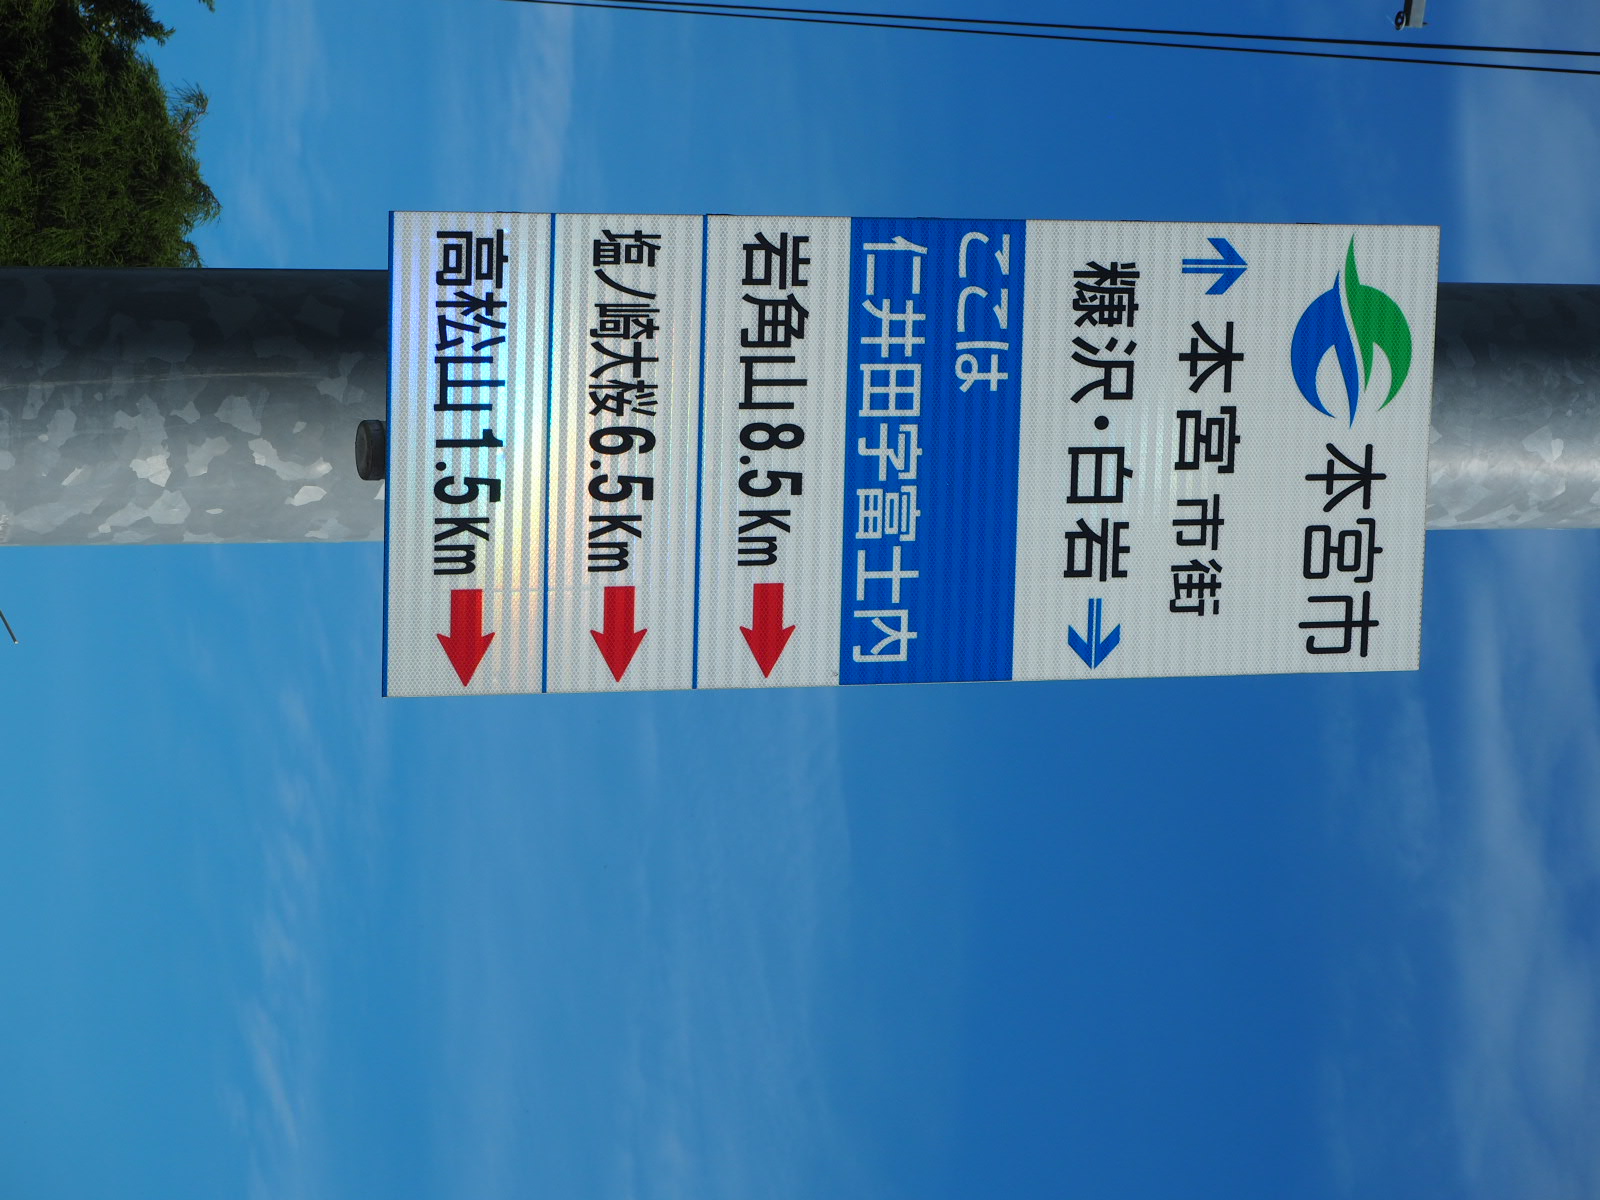 本宮市
← 本宮市街
糠沢・白岩 →
ここは
仁井田字富士内
岩角山8.5Km →
塩ノ崎大桜6.5Km →
高松山1.5Km →